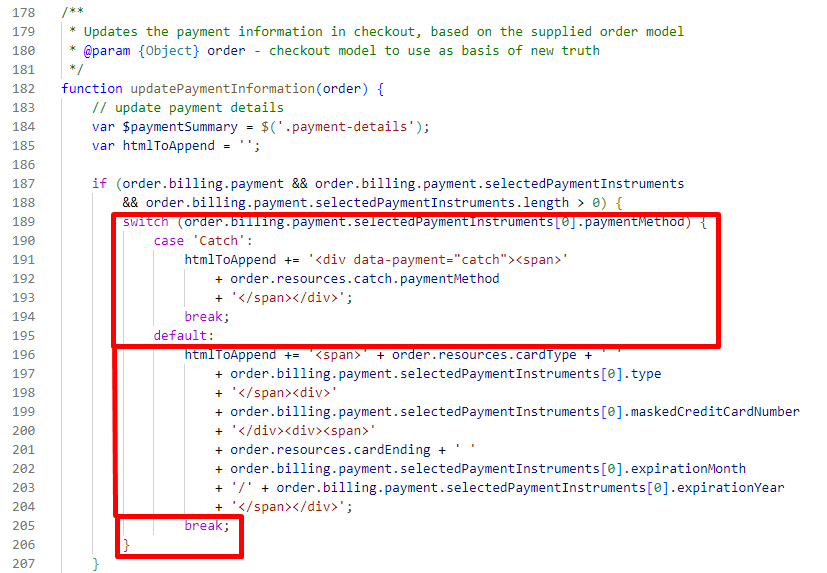 178 /**
179  * Updates the payment information in checkout, based on the supplied order model
180  * @param {Object} order - checkout model to use as basis of new truth
181  */
182 function updatePaymentInformation(order) {
183     // update payment details
184     var $paymentSummary = $('.payment-details');
185     var htmlToAppend = '';
186
187     if (order.billing.payment && order.billing.payment.selectedPaymentInstruments
188         && order.billing.payment.selectedPaymentInstruments.length > 0) {
189         switch (order.billing.payment.selectedPaymentInstruments[0].paymentMethod) {
190             case 'Catch':
191                 htmlToAppend += '<div data-payment="catch"><span>'
192                     + order.resources.catch.paymentMethod
193                     + '</span></div>';
194                 break;
195             default:
196                 htmlToAppend += '<span>' + order.resources.cardType + ' '
197                     + order.billing.payment.selectedPaymentInstruments[0].type
198                     + '</span><div>'
199                     + order.billing.payment.selectedPaymentInstruments[0].maskedCreditCardNumber
200                     + '</div><div><span>'
201                     + order.resources.cardEnding + ' '
202                     + order.billing.payment.selectedPaymentInstruments[0].expirationMonth
203                     + '/' + order.billing.payment.selectedPaymentInstruments[0].expirationYear
204                     + '</span></div>';
205                 break;
206         }
207     }